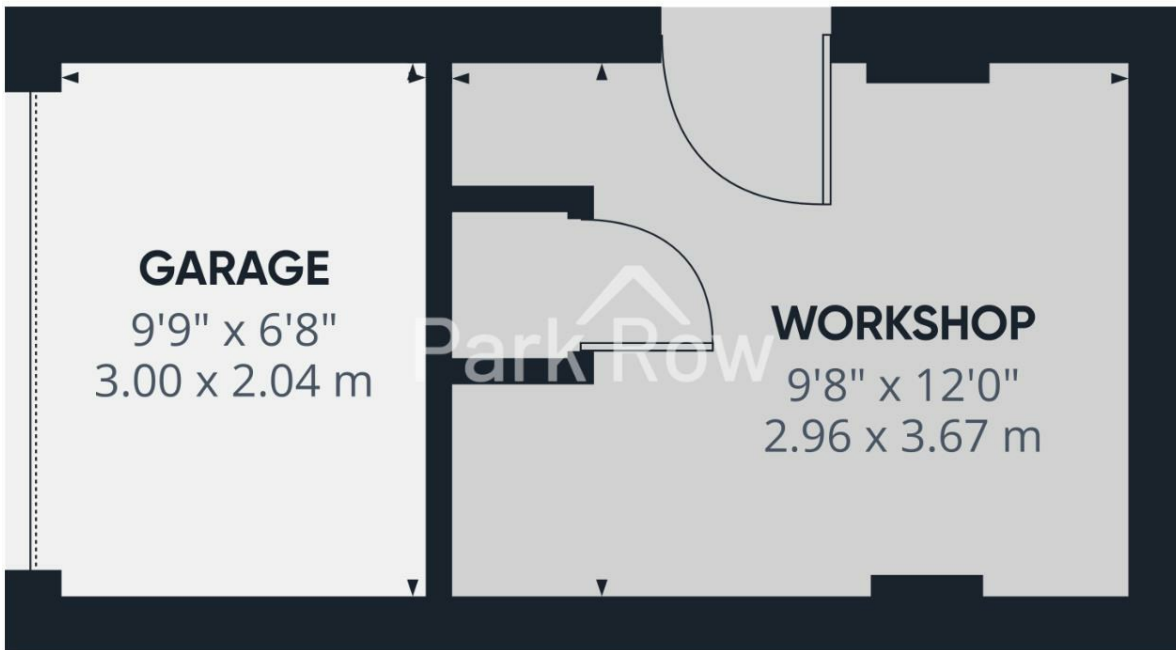 GARAGE
9'9" x 6'8"
3.00 x 2.04 m
Park Row
WORKSHOP
9'8" x 12'0"
2.96 x 3.67 m